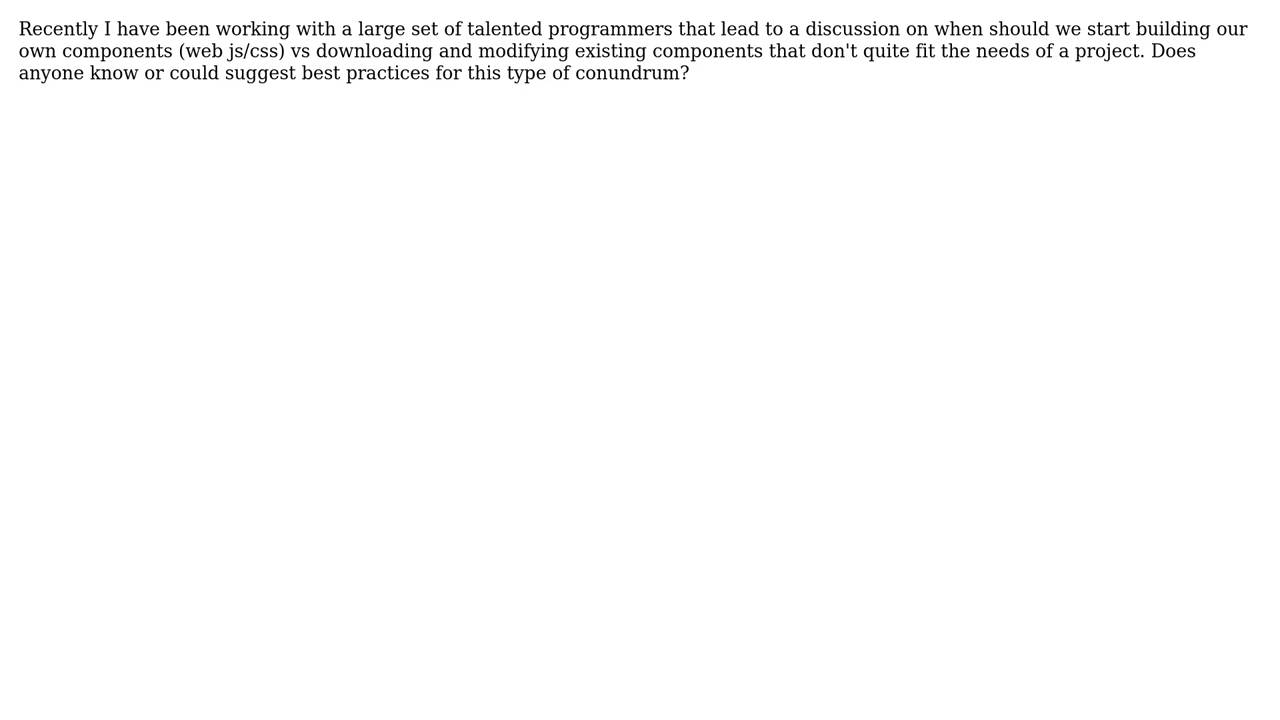 Recently I have been working with a large set of talented programmers that lead to a discussion on when should we start building our
own components (web js/css) vs downloading and modifying existing components that don't quite fit the needs of a project. Does
anyone know or could suggest best practices for this type of conundrum?